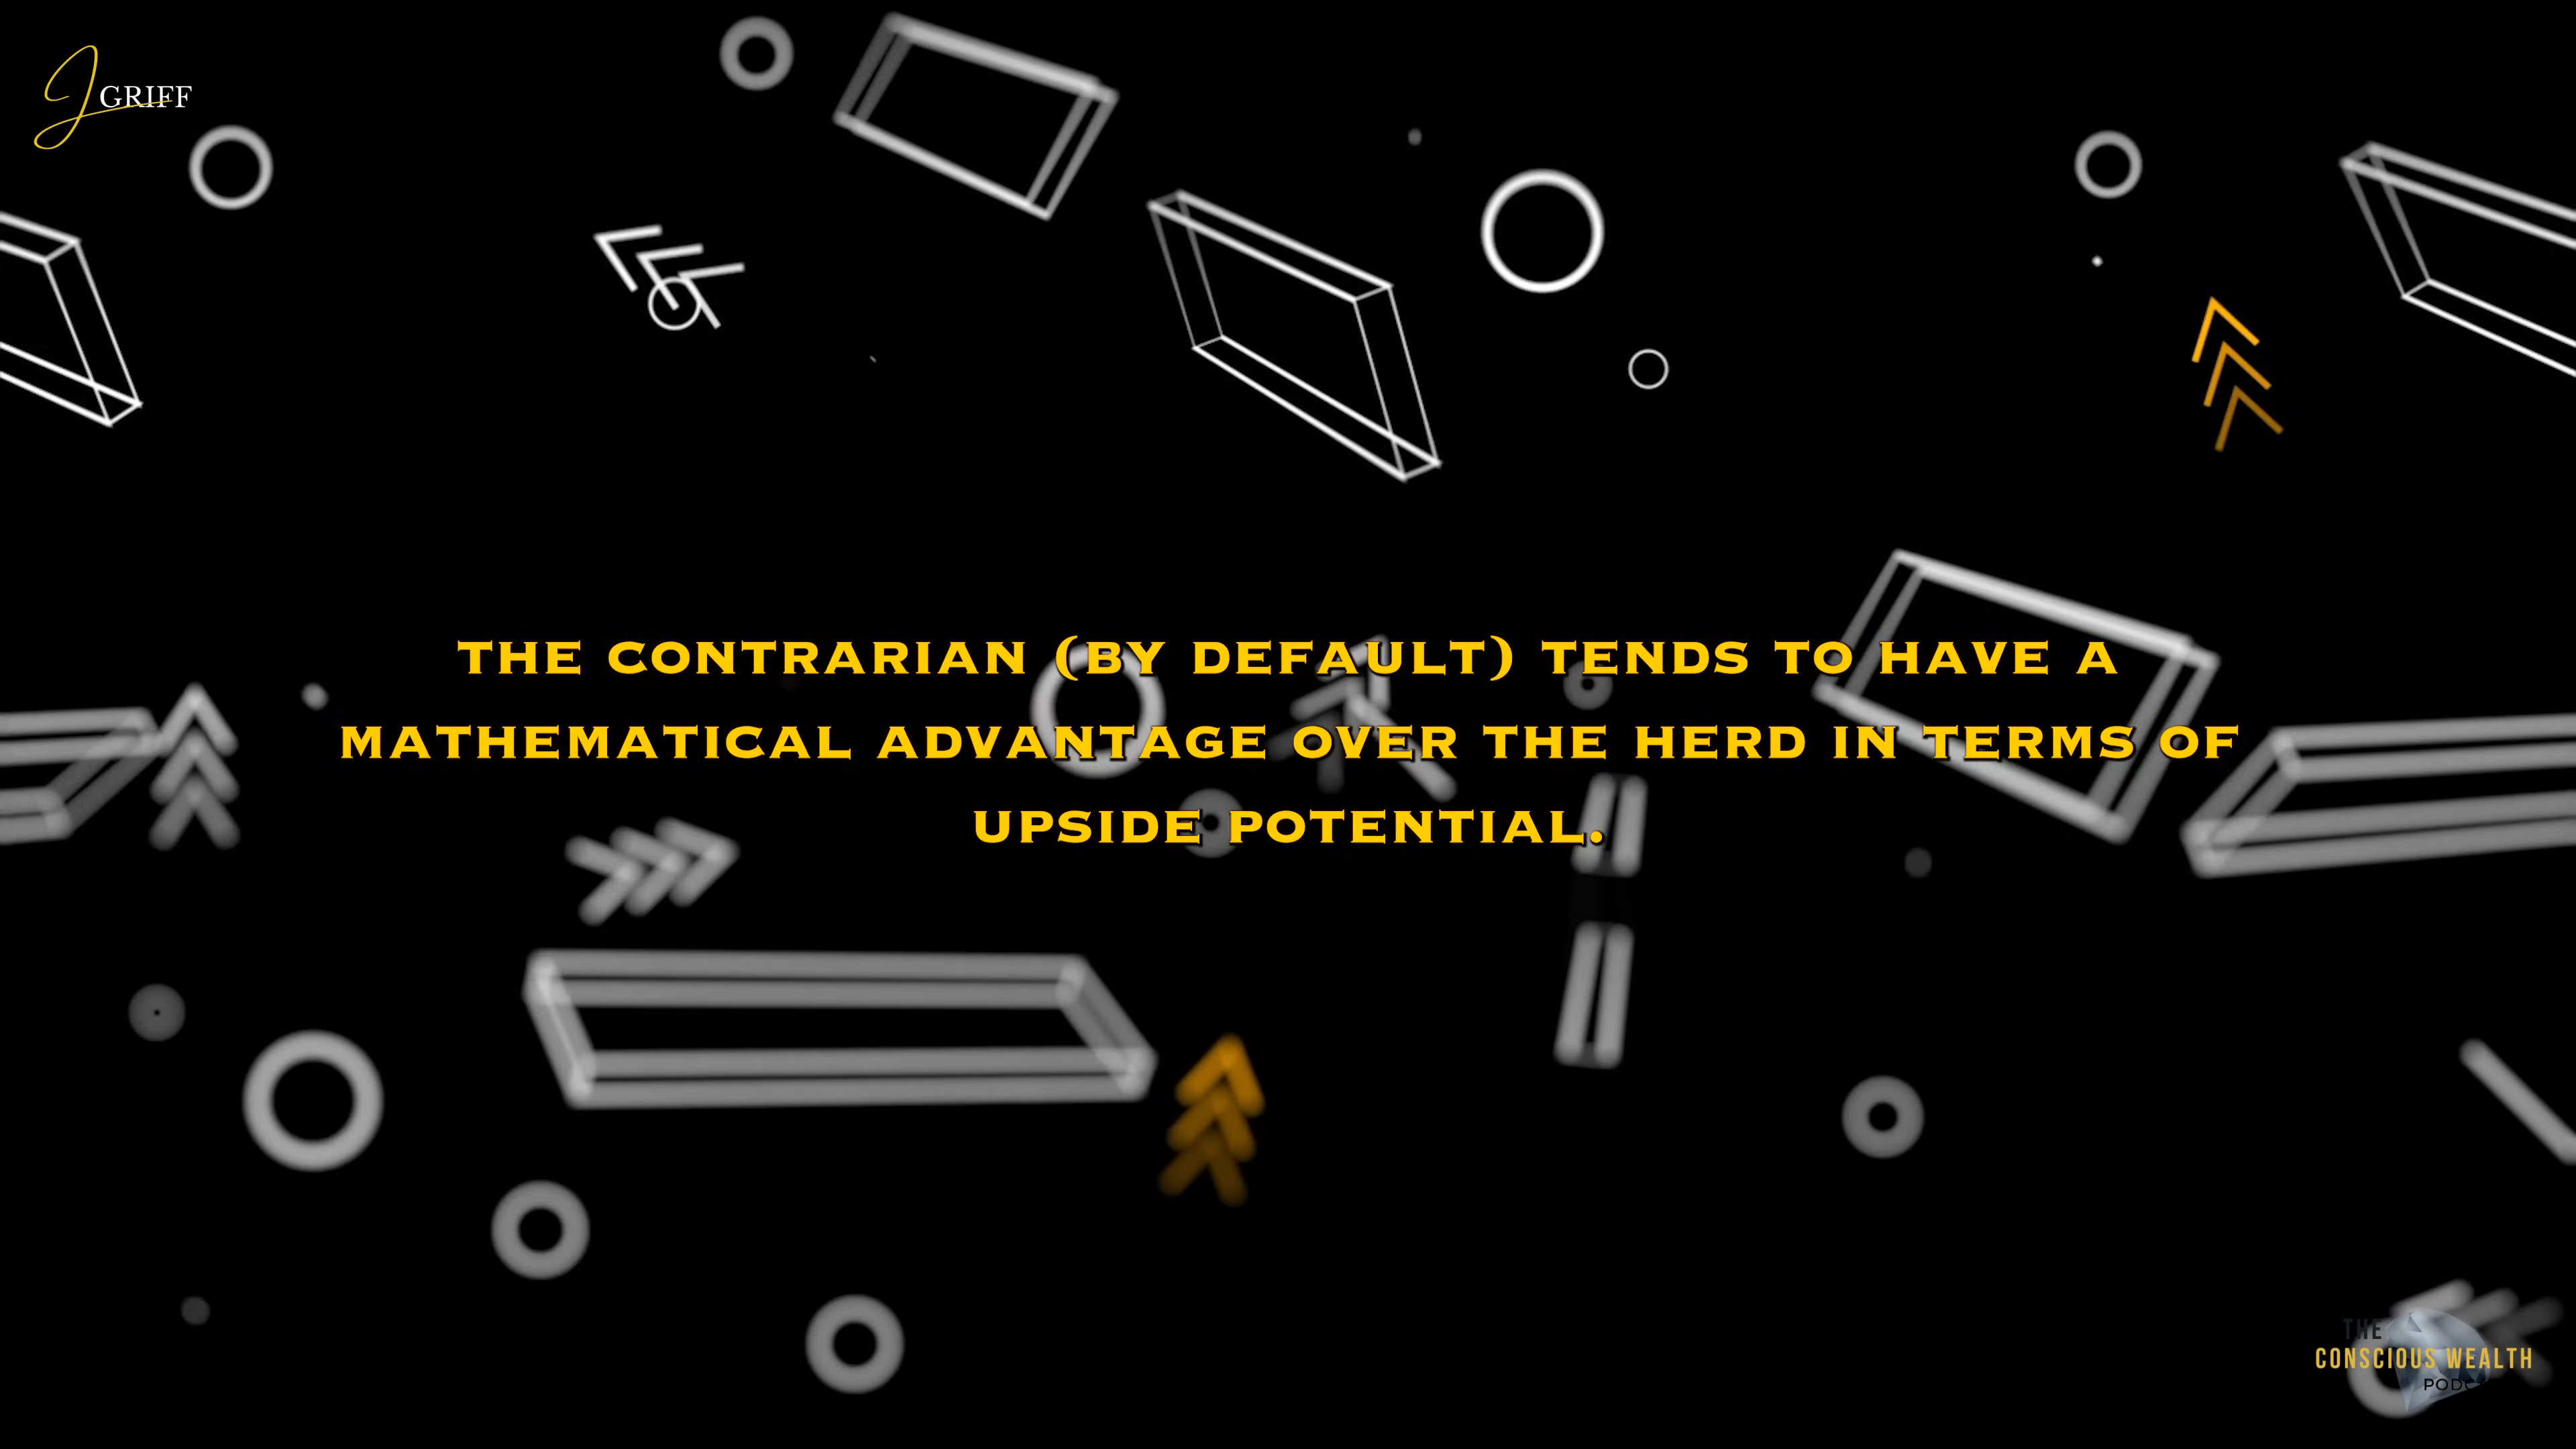 J GRIFF
THE CONTRARIAN (BY DEFAULT) TENDS TO HAVE A
MATHEMATICAL ADVANTAGE OVER THE HERD IN TERMS OF
UPSIDE POTENTIAL.
THE
CONSCIOUS WEALTH